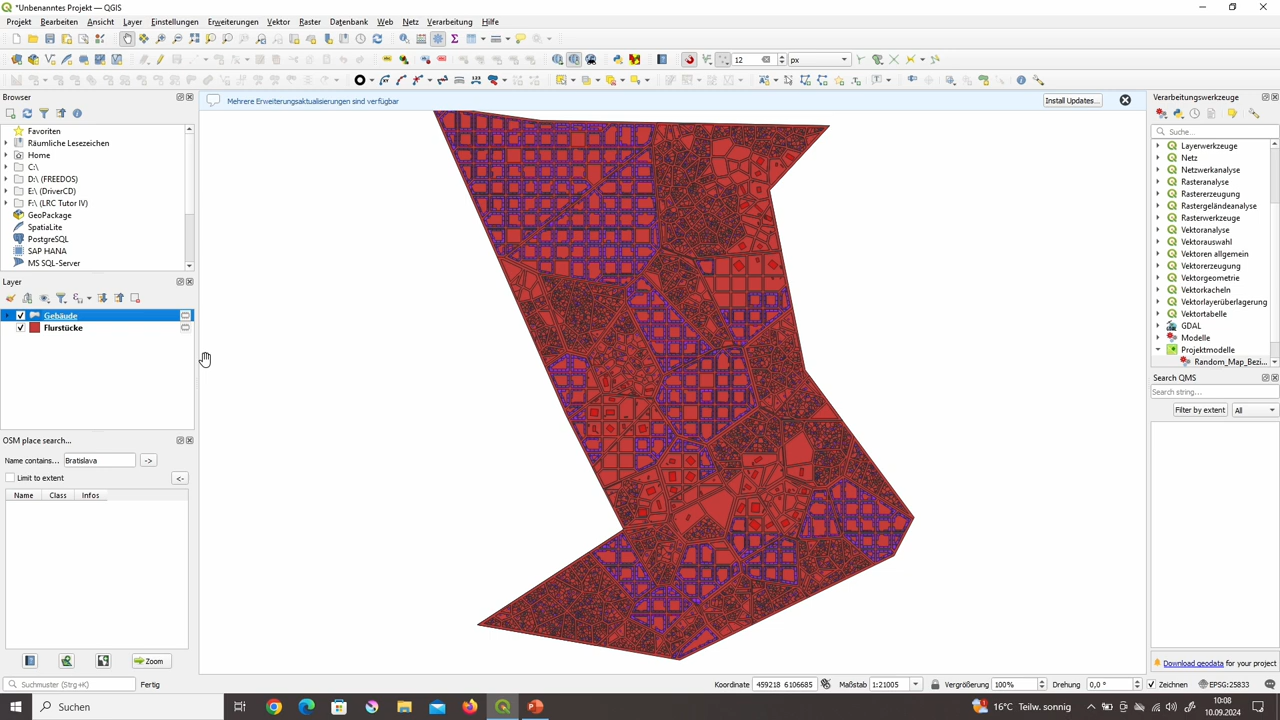 *Unbenanntes Projekt — QGIS
Projekt Bearbeiten Ansicht Layer Einstellungen Erweiterungen Vektor Raster Datenbank Web Netz Verarbeitung Hilfe
12 px
Browser
Mehrere Erweiterungsaktualisierungen sind verfügbar
Install Updates...
Verarbeitungswerkzeuge
Suche...
Favoriten
Räumliche Lesezeichen
Home
C:\
D:\ (FREEDOS)
E:\ (DriverCD)
F:\ (LRC Tutor IV)
GeoPackage
SpatiaLite
PostgreSQL
SAP HANA
MS SQL-Server
Layerwerkzeuge
Netz
Netzwerkanalyse
Rasteranalyse
Rastererzeugung
Rastergeländeanalyse
Rasterwerkzeuge
Vektoranalyse
Vektorauswahl
Vektoren allgemein
Vektorerzeugung
Vektorgeometrie
Vektorkacheln
Vektorlayerüberlagerung
Vektortabelle
GDAL
Modelle
Projektmodelle
Random_Map_Bezi...
Layer
Gebäude
Flurstücke
Search QMS
Search string...
Filter by extent All
OSM place search...
Name contains... Bratislava ->
Limit to extent <-
Name Class Infos
Zoom
Download geodata for your project
Suchmuster (Strg+K) Fertig
Koordinate 459218 6106685 Maßstab 1:21005 Vergrößerung 100% Drehung 0,0 ° Zeichnen EPSG:25833
Suchen
16°C Teilw. sonnig
10:08
10.09.2024